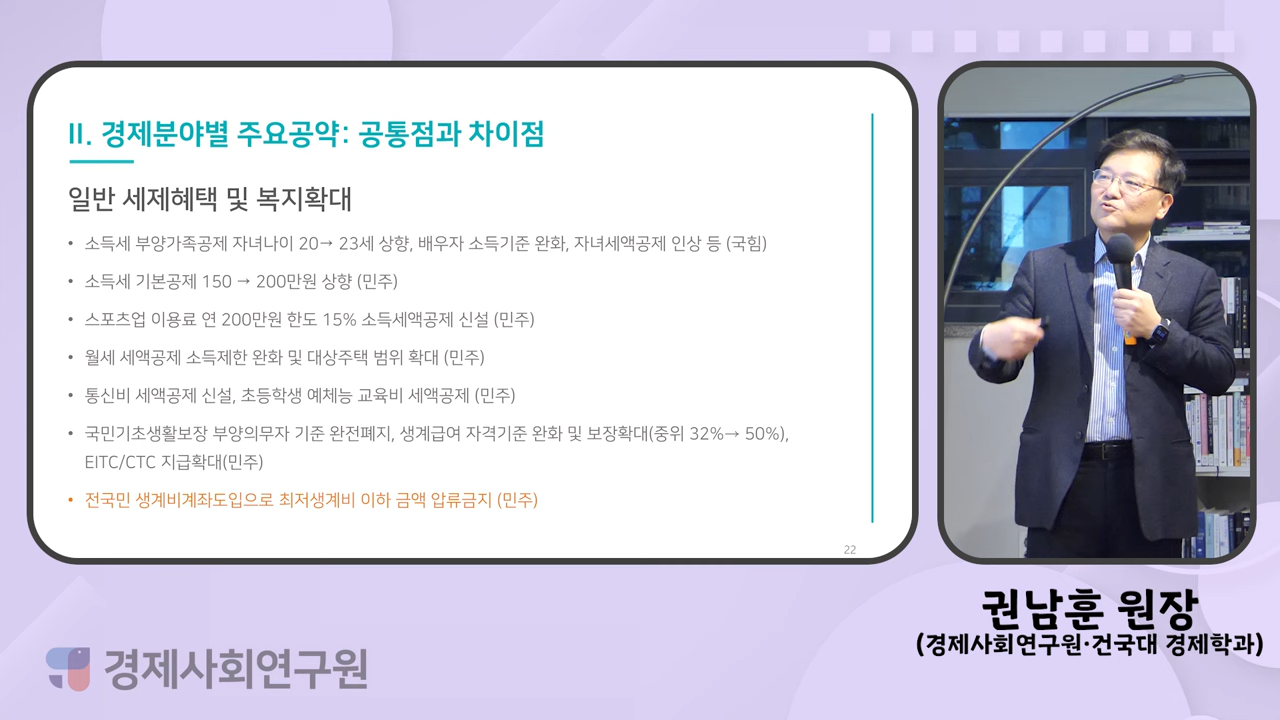 II. 경제분야별 주요공약: 공통점과 차이점
일반 세제혜택 및 복지확대
• 소득세 부양가족공제 자녀나이 20→ 23세 상향, 배우자 소득기준 완화, 자녀세액공제 인상 등 (국힘)
• 소득세 기본공제 150 → 200만원 상향 (민주)
• 스포츠업 이용료 연 200만원 한도 15% 소득세액공제 신설 (민주)
• 월세 세액공제 소득제한 완화 및 대상주택 범위 확대 (민주)
• 통신비 세액공제 신설, 초등학생 예체능 교육비 세액공제 (민주)
• 국민기초생활보장 부양의무자 기준 완전폐지, 생계급여 자격기준 완화 및 보장확대(중위 32%→ 50%),
EITC/CTC 지급확대(민주)
• 전국민 생계비계좌도입으로 최저생계비 이하 금액 압류금지 (민주)
22
권남훈 원장
(경제사회연구원·건국대 경제학과)
경제사회연구원